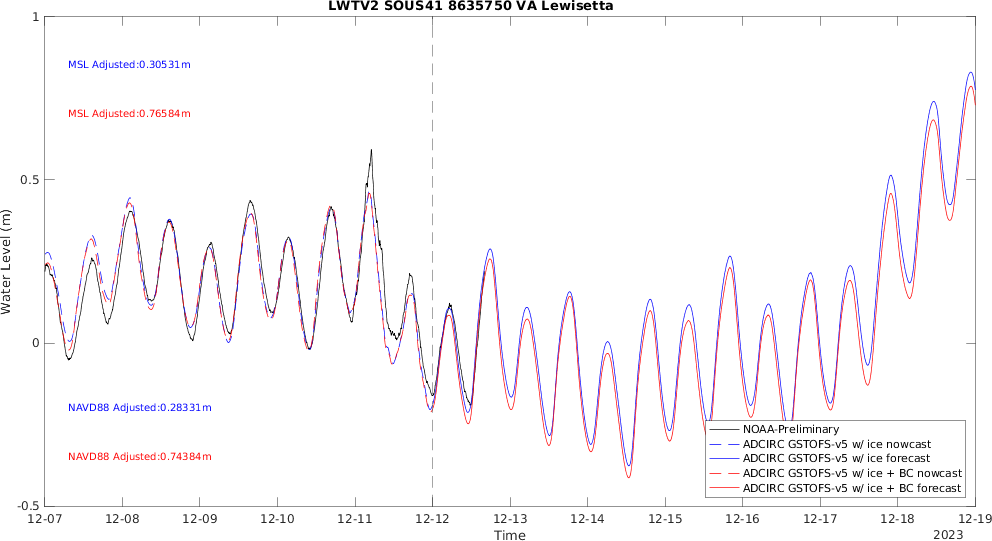 LWTV2 SOUS41 8635750 VA Lewisetta
1
MSL Adjusted:0.30531m
MSL Adjusted:0.76584m
0.5
Water Level (m)
0
NAVD88 Adjusted:0.28331m
NAVD88 Adjusted:0.74384m
NOAA-Preliminary
ADCIRC GSTOFS-v5 w/ ice nowcast
ADCIRC GSTOFS-v5 w/ ice forecast
ADCIRC GSTOFS-v5 w/ ice + BC nowcast
ADCIRC GSTOFS-v5 w/ ice + BC forecast
-0.5
12-07 12-08 12-09 12-10 12-11 12-12 12-13 12-14 12-15 12-16 12-17 12-18 12-19
Time
2023